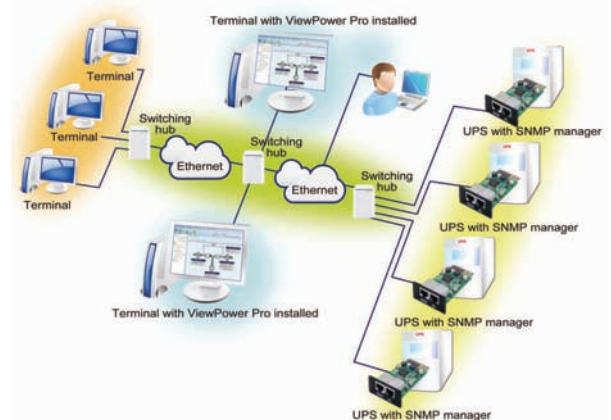 Terminal with ViewPower Pro installed
Terminal
Switching
hub
Terminal
Switching
hub
Ethernet
Switching
hub
Ethernet
Terminal
UPS with SNMP manager
UPS with SNMP manager
Terminal with ViewPower Pro installed
UPS with SNMP manager
UPS with SNMP manager